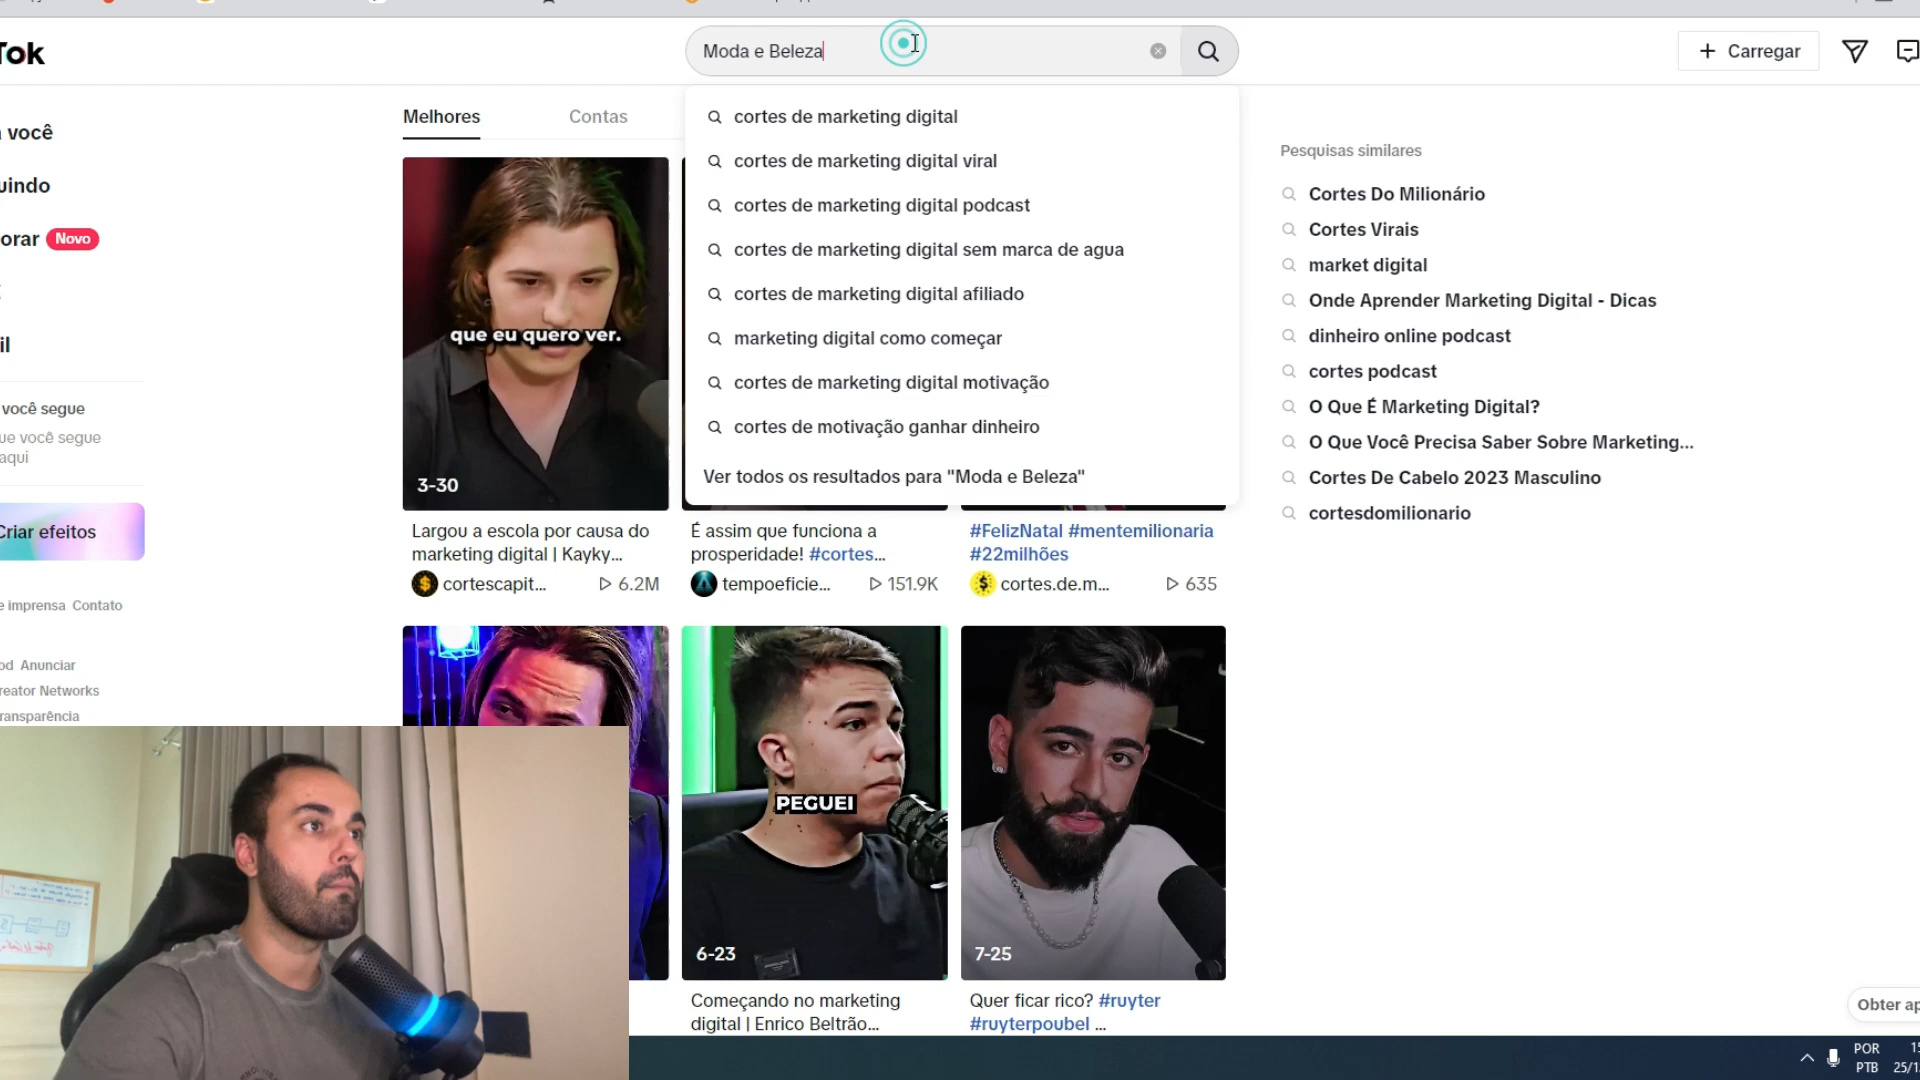 Tok
Moda e Beleza
Carregar
você
uindo
orar Novo
il
você segue
ue você segue
aqui
Criar efeitos
e imprensa Contato
od Anunciar
reator Networks
ransparência
Melhores Contas
cortes de marketing digital
cortes de marketing digital viral
cortes de marketing digital podcast
cortes de marketing digital sem marca de agua
cortes de marketing digital afiliado
marketing digital como começar
cortes de marketing digital motivação
cortes de motivação ganhar dinheiro
Ver todos os resultados para "Moda e Beleza"
Pesquisas similares
Cortes Do Milionário
Cortes Virais
market digital
Onde Aprender Marketing Digital - Dicas
dinheiro online podcast
cortes podcast
O Que É Marketing Digital?
O Que Você Precisa Saber Sobre Marketing...
Cortes De Cabelo 2023 Masculino
cortesdomilionario
que eu quero ver.
3-30
Largou a escola por causa do
marketing digital | Kayky...
cortescapit... 6.2M
É assim que funciona a
prosperidade! #cortes...
tempoeficie... 151.9K
#FelizNatal #mentemilionaria
#22milhões
cortes.de.m... 635
PEGUEI
6-23
Começando no marketing
digital | Enrico Beltrão...
7-25
Quer ficar rico? #ruyter
#ruyterpoubel ...
Obter ap
POR
PTB
15
25/1